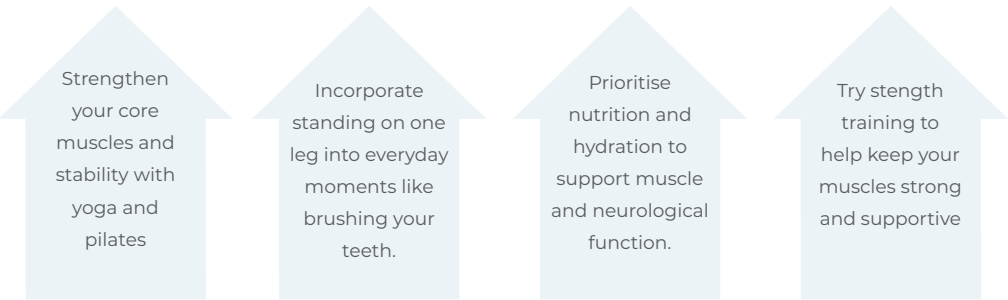 Strengthen
your core
muscles and
stability with
yoga and
pilates
Incorporate
standing on one
leg into everyday
moments like
brushing your
teeth.
Prioritise
nutrition and
hydration to
support muscle
and neurological
function.
Try stength
training to
help keep your
muscles strong
and supportive